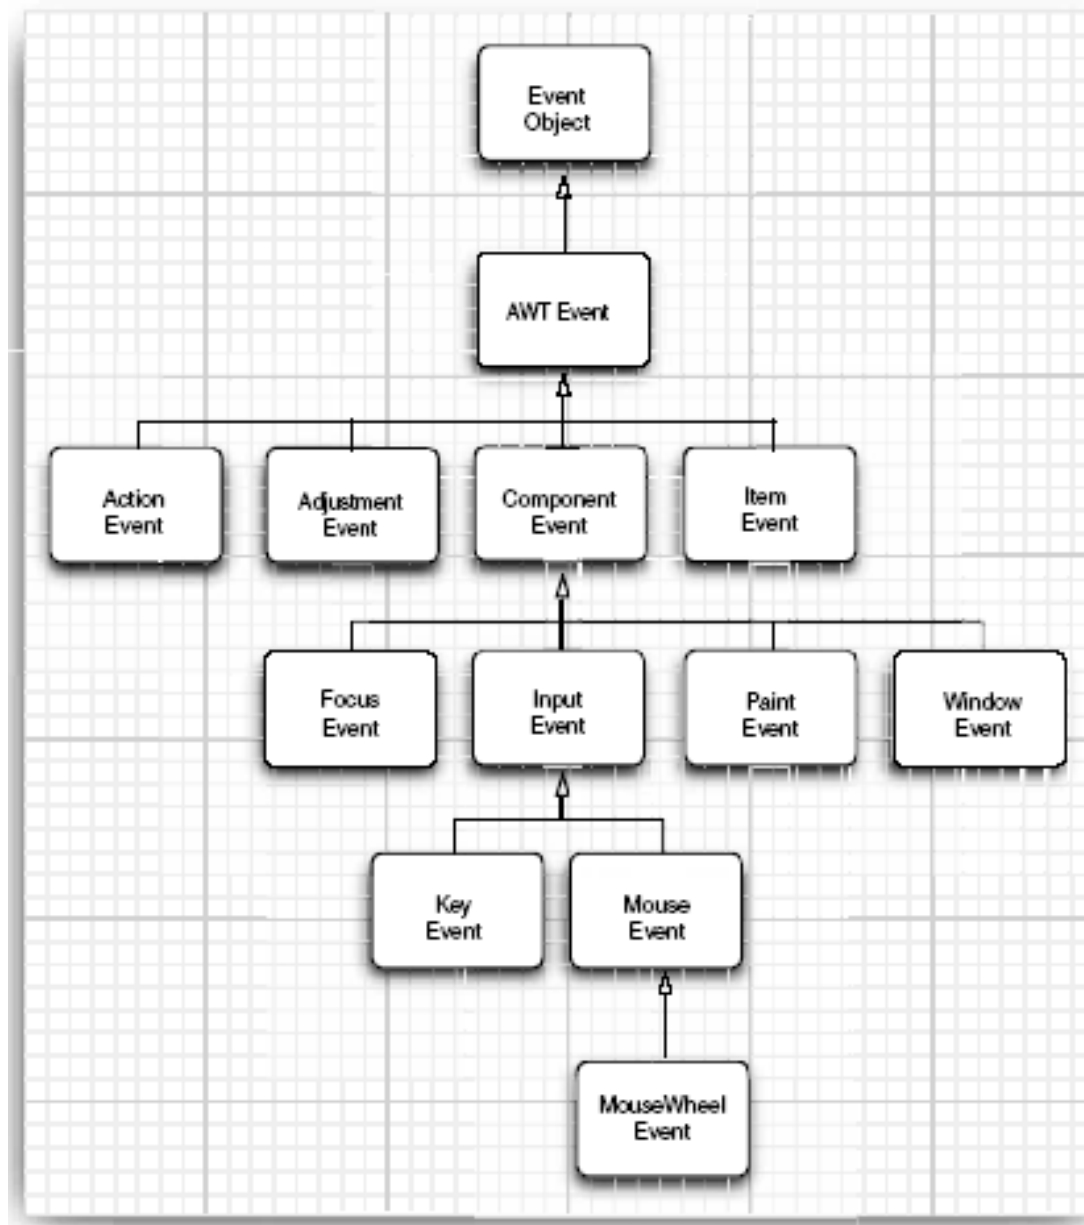 Event
Object
AWT Event
Action
Event
Adjustment
Event
Component
Event
Item
Event
Focus
Event
Input
Event
Paint
Event
Window
Event
Key
Event
Mouse
Event
MouseWheel
Event